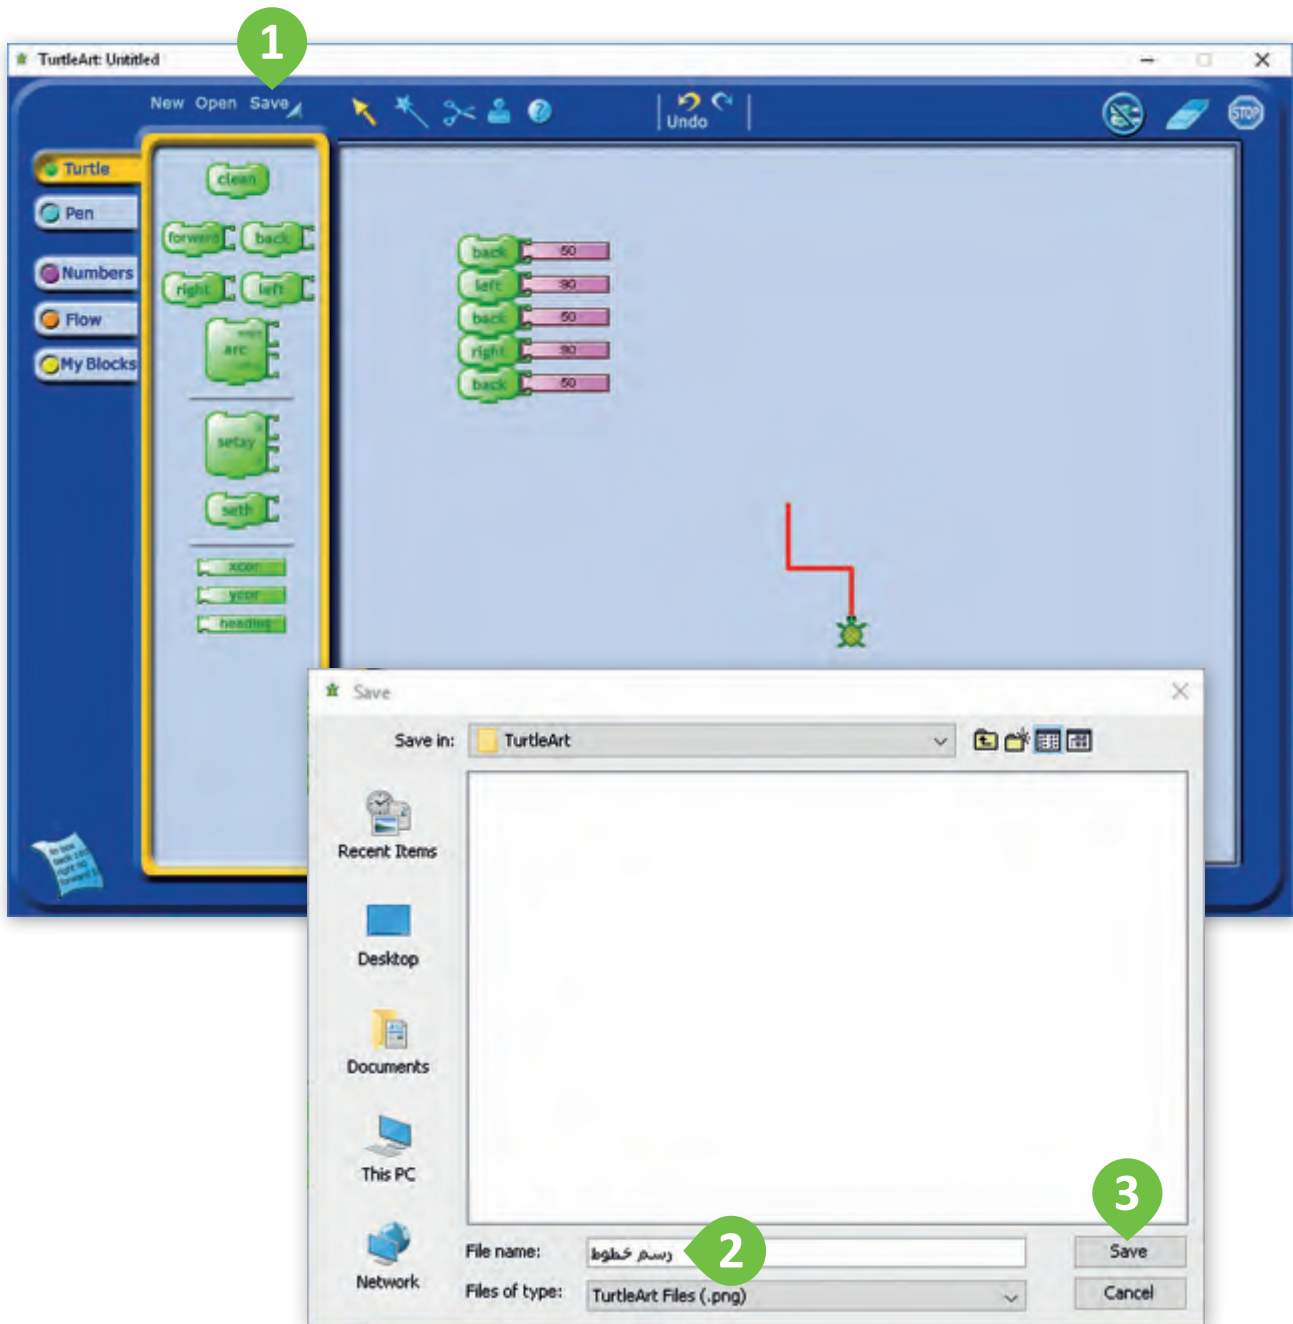 1
TurtleArt: Untitled
New Open Save
Undo
STOP
Turtle
Pen
Numbers
Flow
My Blocks
clean
forward back
right left
arc
setxy
seth
xcor
ycor
heading
back 50
left 90
back 50
right 90
back 50
Save
Save in: TurtleArt
Recent Items
Desktop
Documents
This PC
Network
3
File name: رسم خطوط 2 Save
Files of type: TurtleArt Files (.png) Cancel